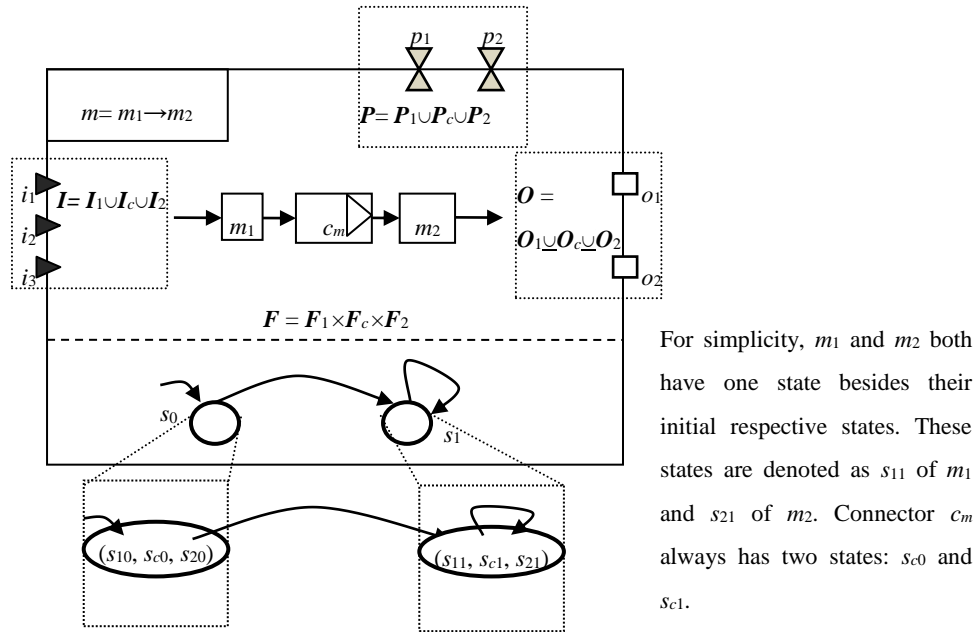 p1 p2
m= m1→m2
P= P1∪Pc∪P2
i1
I= I1∪Ic∪I2
i2
i3
m1
cm
m2
O =
O1∪Oc∪O2
o1
o2
F = F1×Fc×F2
s0
s1
(s10, sc0, s20)
(s11, sc1, s21)
For simplicity, m1 and m2 both
have one state besides their
initial respective states. These
states are denoted as s11 of m1
and s21 of m2. Connector cm
always has two states: sc0 and
sc1.